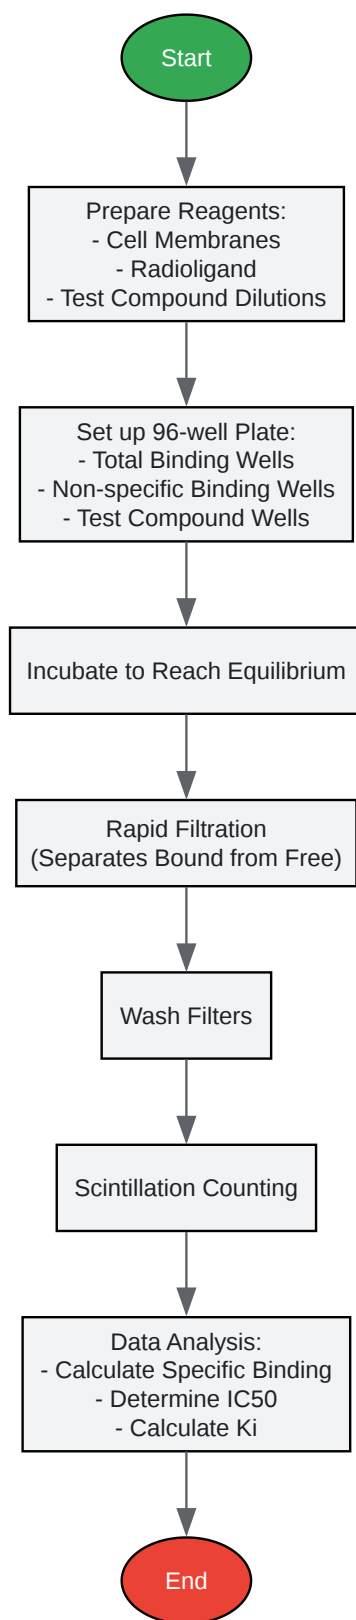 Start
Prepare Reagents:
- Cell Membranes
- Radioligand
- Test Compound Dilutions
Set up 96-well Plate:
- Total Binding Wells
- Non-specific Binding Wells
- Test Compound Wells
Incubate to Reach Equilibrium
Rapid Filtration
(Separates Bound from Free)
Wash Filters
Scintillation Counting
Data Analysis:
- Calculate Specific Binding
- Determine IC50
- Calculate Ki
End